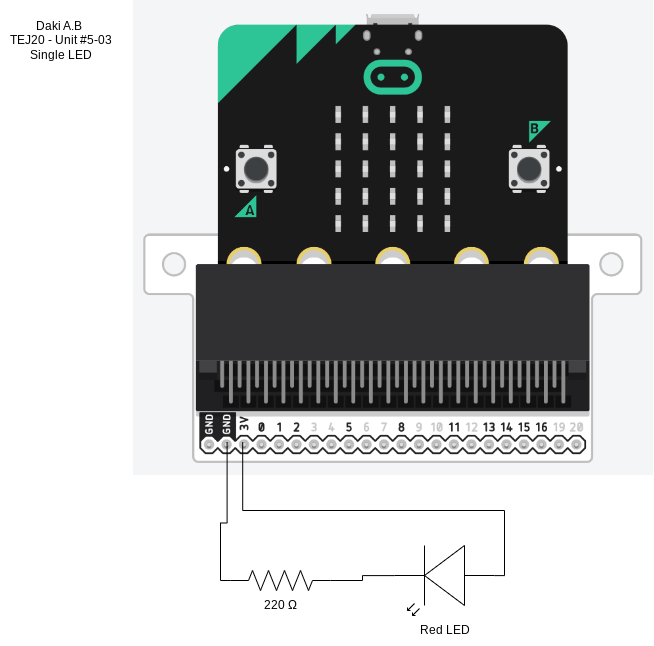 Daki A.B
TEJ20 - Unit #5-03
Single LED
B
A
GND GND 3V 0 1 2 3 4 5 6 7 8 9 10 11 12 13 14 15 16 19 20
220 Ω
Red LED